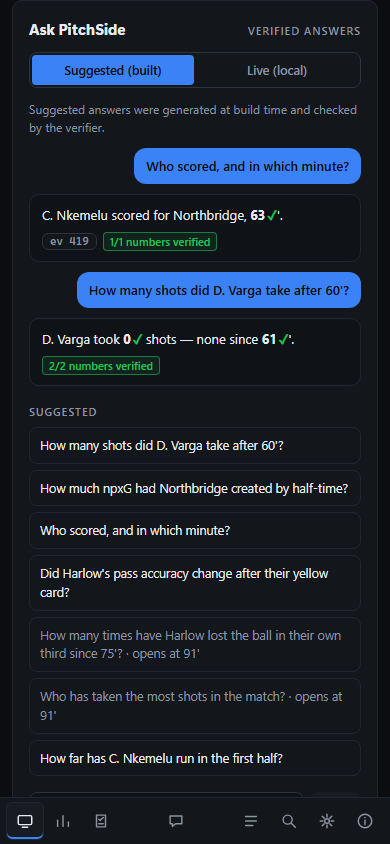 Ask PitchSide
VERIFIED ANSWERS
Suggested (built)
Live (local)
Suggested answers were generated at build time and checked
by the verifier.
Who scored, and in which minute?
C. Nkemelu scored for Northbridge, 63✓'.
ev 419
1/1 numbers verified
How many shots did D. Varga take after 60'?
D. Varga took 0✓ shots — none since 61✓'.
2/2 numbers verified
SUGGESTED
How many shots did D. Varga take after 60'?
How much npxG had Northbridge created by half-time?
Who scored, and in which minute?
Did Harlow's pass accuracy change after their yellow
card?
How many times have Harlow lost the ball in their own
third since 75'? · opens at 91'
Who has taken the most shots in the match? · opens at
91'
How far has C. Nkemelu run in the first half?